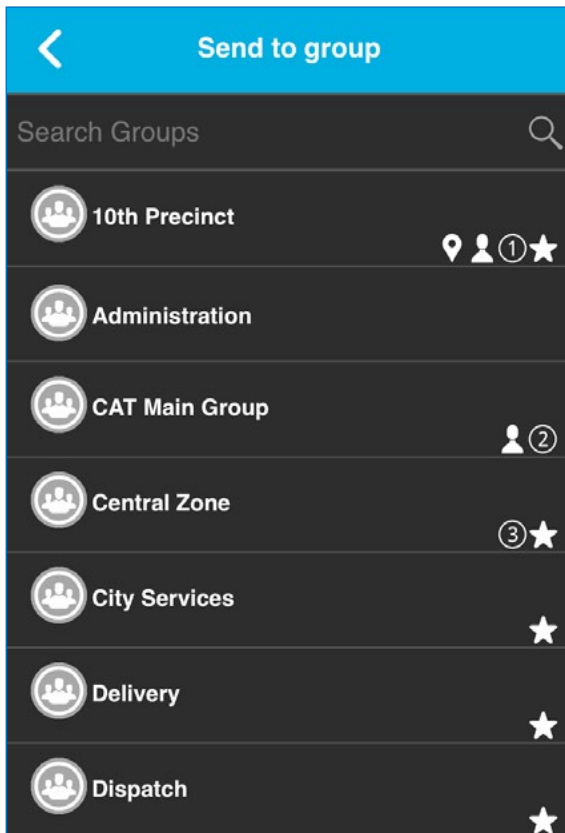 Send to group
Search Groups
10th Precinct
1
Administration
CAT Main Group
2
Central Zone
3
City Services
Delivery
Dispatch